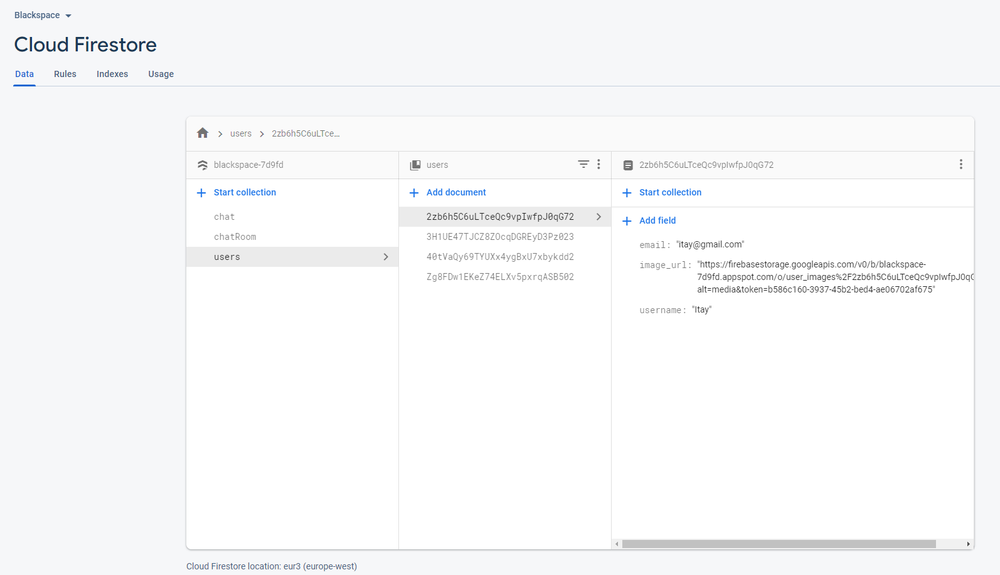 Blackspace
Cloud Firestore
Data Rules Indexes Usage
users 2zb6h5C6uLTce...
blackspace-7d9fd
Start collection
chat
chatRoom
users
users
Add document
2zb6h5C6uLTceQc9vpIwfpJ0qG72
3H1UE47TJCZ8ZOcqDGREyD3Pz023
40tVaQy69TYUXx4ygBxU7xbykdd2
Zg8FDw1EKeZ74ELXv5pxrqASB502
2zb6h5C6uLTceQc9vpIwfpJ0qG72
Start collection
Add field
email: "itay@gmail.com"
image_url: "https://firebasestorage.googleapis.com/v0/b/blackspace-
7d9fd.appspot.com/o/user_images%2F2zb6h5C6uLTceQc9vpIwfpJ0qG
alt=media&token=b586c160-3937-45b2-bed4-ae06702af675"
username: "Itay"
Cloud Firestore location: eur3 (europe-west)